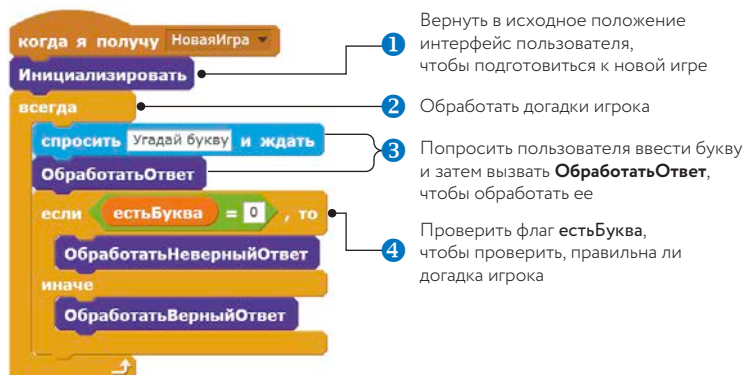 когда я получу НоваяИгра
Инициализировать
всегда
спросить Угадай букву и ждать
ОбработатьОтвет
если естьБуква = 0 , то
ОбработатьНеверныйОтвет
иначе
ОбработатьВерныйОтвет
1 Вернуть в исходное положение
интерфейс пользователя,
чтобы подготовиться к новой игре
2 Обработать догадки игрока
3 Попросить пользователя ввести букву
и затем вызвать ОбработатьОтвет,
чтобы обработать ее
4 Проверить флаг естьБуква,
чтобы проверить, правильна ли
догадка игрока